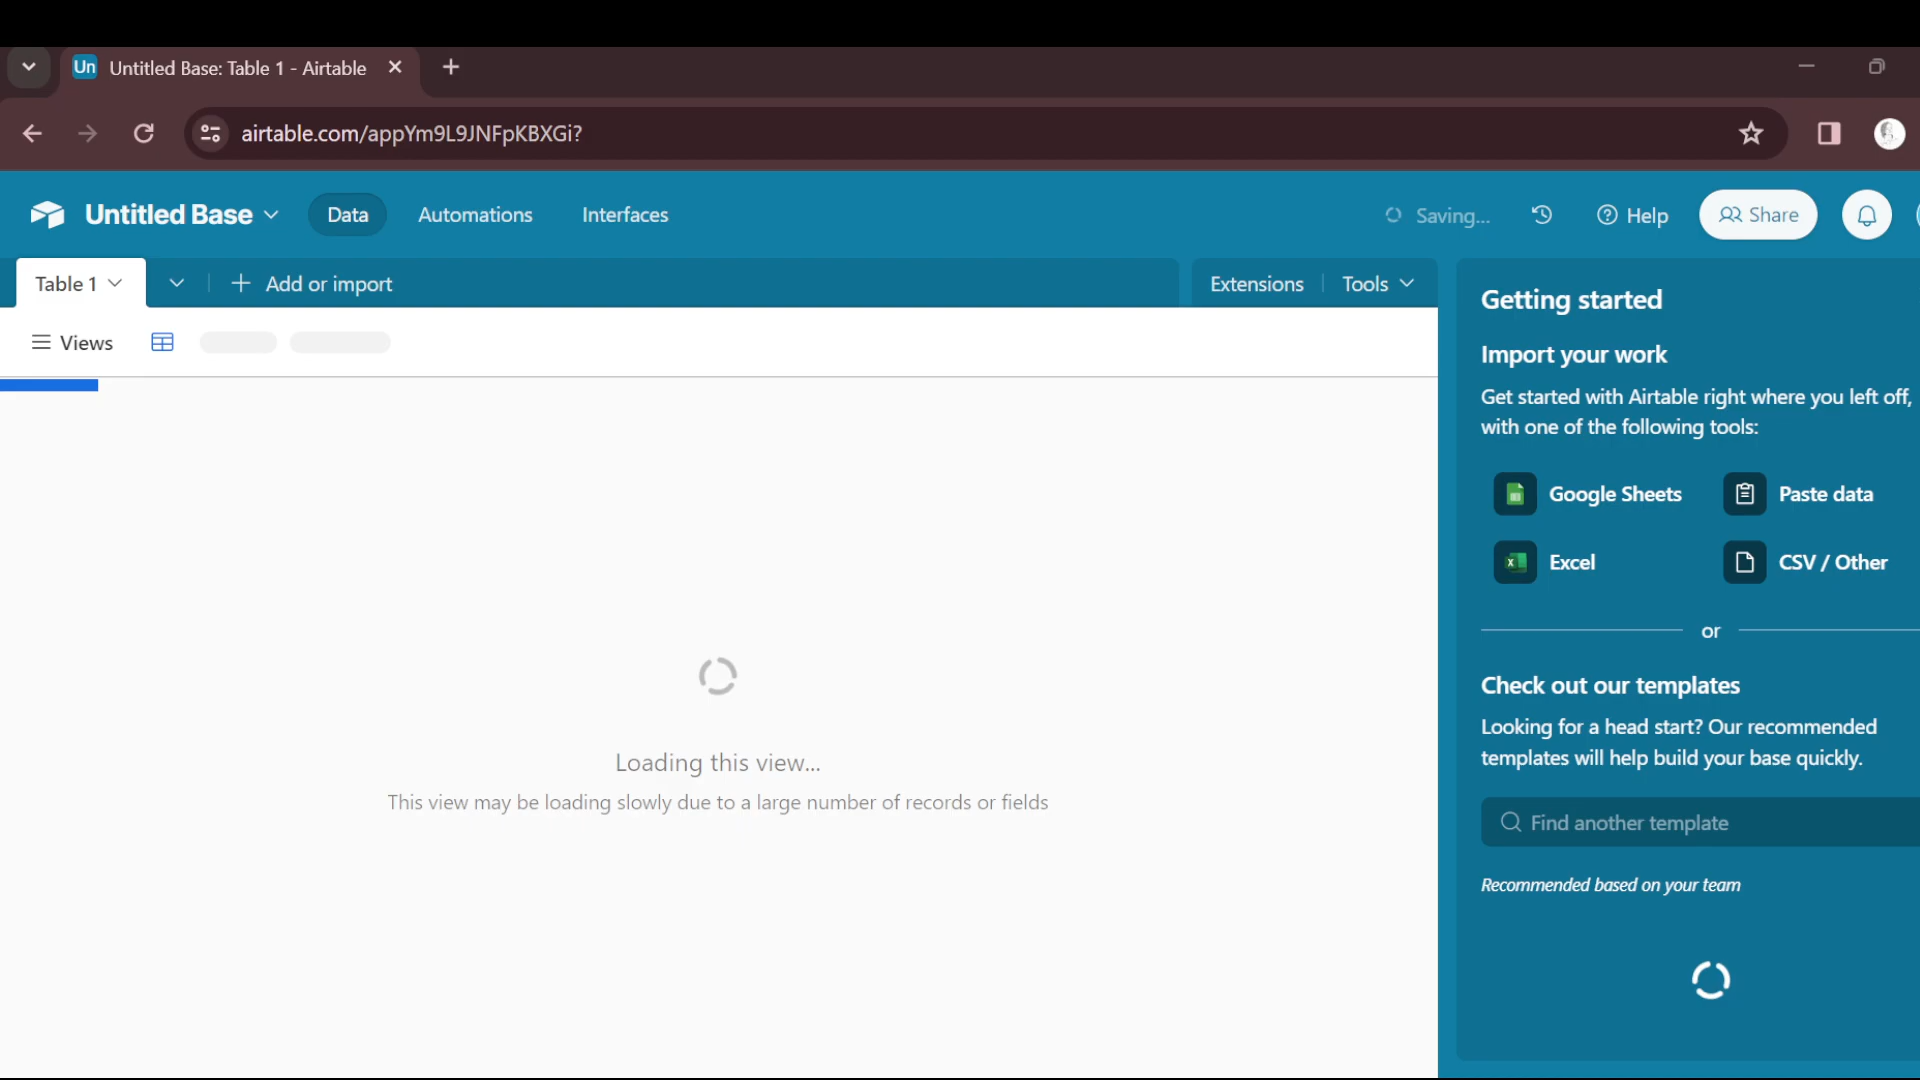 Un Untitled Base: Table 1 - Airtable
airtable.com/appYm9L9JNFpKBXGi?
Untitled Base Data Automations Interfaces Saving... Help Share
Table 1 Add or import Extensions Tools
Views
Loading this view...
This view may be loading slowly due to a large number of records or fields
Getting started
Import your work
Get started with Airtable right where you left off,
with one of the following tools:
Google Sheets Paste data
Excel CSV / Other
or
Check out our templates
Looking for a head start? Our recommended
templates will help build your base quickly.
Find another template
Recommended based on your team